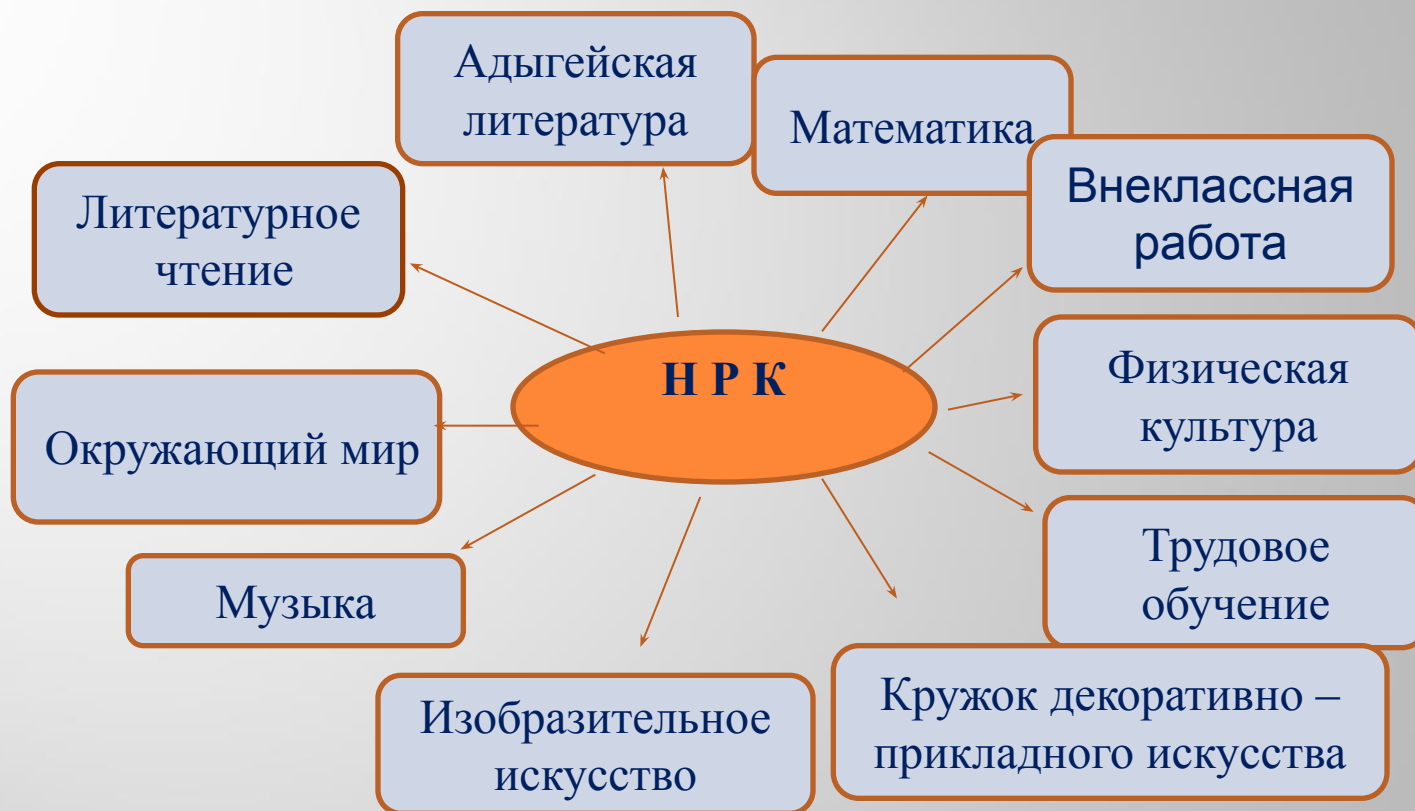 Адыгейская
литература
Математика
Внеклассная
работа
Литературное
чтение
Н Р К
Физическая
культура
Окружающий мир
Трудовое
обучение
Музыка
Кружок декоративно –
прикладного искусства
Изобразительное
искусство